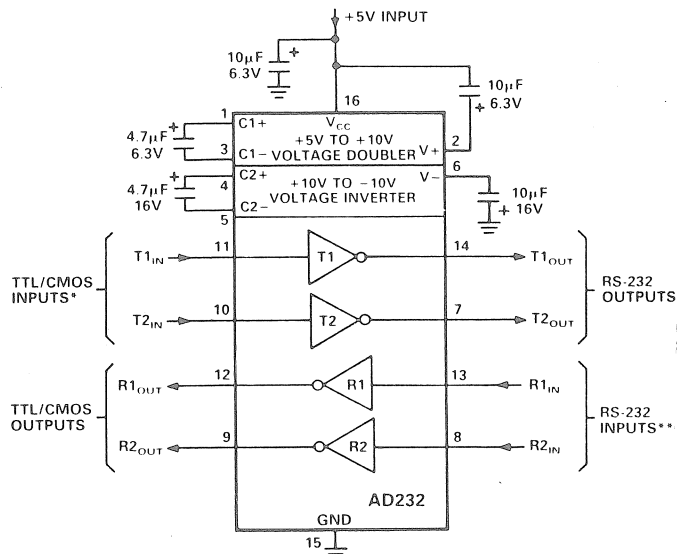 +5V INPUT
10µF
6.3V
+
10µF
6.3V
+
16
1
C1+
VCC
+5V TO +10V
VOLTAGE DOUBLER
V+
2
4.7µF
6.3V
+
3
C1-
C2+
4
+10V TO -10V
VOLTAGE INVERTER
V-
6
4.7µF
16V
+
C2-
5
10µF
16V
+
TTL/CMOS
INPUTS*
T1IN
11
T1
14
T1OUT
RS-232
OUTPUTS
T2IN
10
T2
7
T2OUT
TTL/CMOS
OUTPUTS
R1OUT
12
R1
13
R1IN
RS-232
INPUTS**
R2OUT
9
R2
8
R2IN
AD232
GND
15